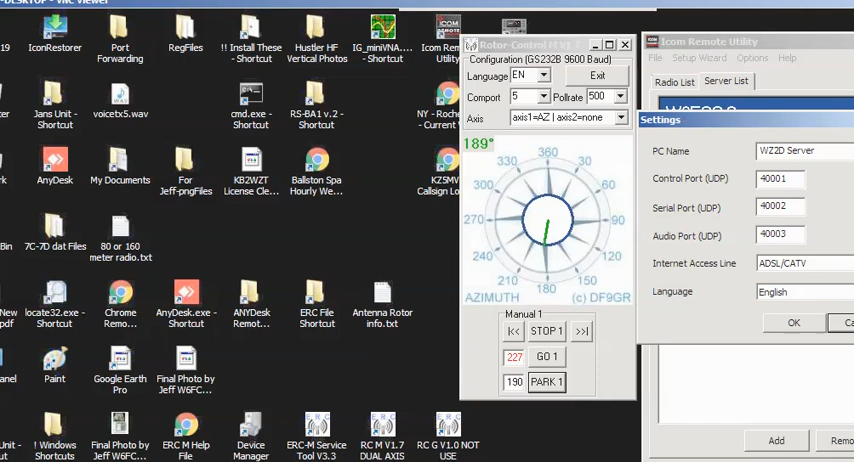 -DESKTOP - VNC Viewer
19
IconRestorer
Port
Forwarding
RegFiles
!! Install These
- Shortcut
Hustler HF
Vertical Photos
IG_miniVNA....
- Shortcut
Icom Rem
Utility
Jans Unit -
Shortcut
voicetx5.wav
cmd.exe -
Shortcut
RS-BA1 v.2 -
Shortcut
NY - Roche
- Current V
AnyDesk
My Documents
For
Jeff-pngFiles
KB2WZT
License Cle...
Ballston Spa
Hourly We...
KZ5MV
Callsign Lo
Bin
7C-7D dat Files
80 or 160
meter radio.txt
New
pdf
locate32.exe -
Shortcut
Chrome
Remo...
AnyDesk.exe -
Shortcut
ANYDesk
Remot...
ERC File
Shortcut
Antenna Rotor
info.txt
anel
Paint
Google Earth
Pro
Final Photo by
Jeff W6FC...
Unit -
! Windows
Shortcuts
Final Photo by
Jeff W6FC...
ERC M Help
File
Device
Manager
ERC-M Service
Tool V3.3
RC M V1.7
DUAL AXIS
RC G V1.0 NOT
USE
Rotor-Control M V1.7
Configuration (GS232B 9600 Baud)
Language EN Exit
Comport 5 Pollrate 500
Axis axis1=AZ | axis2=none
189°
360
330 30
300 60
270 90
240 120
210 150
180
AZIMUTH (c) DF9GR
Manual 1
|<< STOP 1 >>|
227 GO 1
190 PARK 1
Icom Remote Utility
File Setup Wizard Options Help
Radio List Server List
Settings
PC Name WZ2D Server
Control Port (UDP) 40001
Serial Port (UDP) 40002
Audio Port (UDP) 40003
Internet Access Line ADSL/CATV
Language English
OK Ca
Add Remo